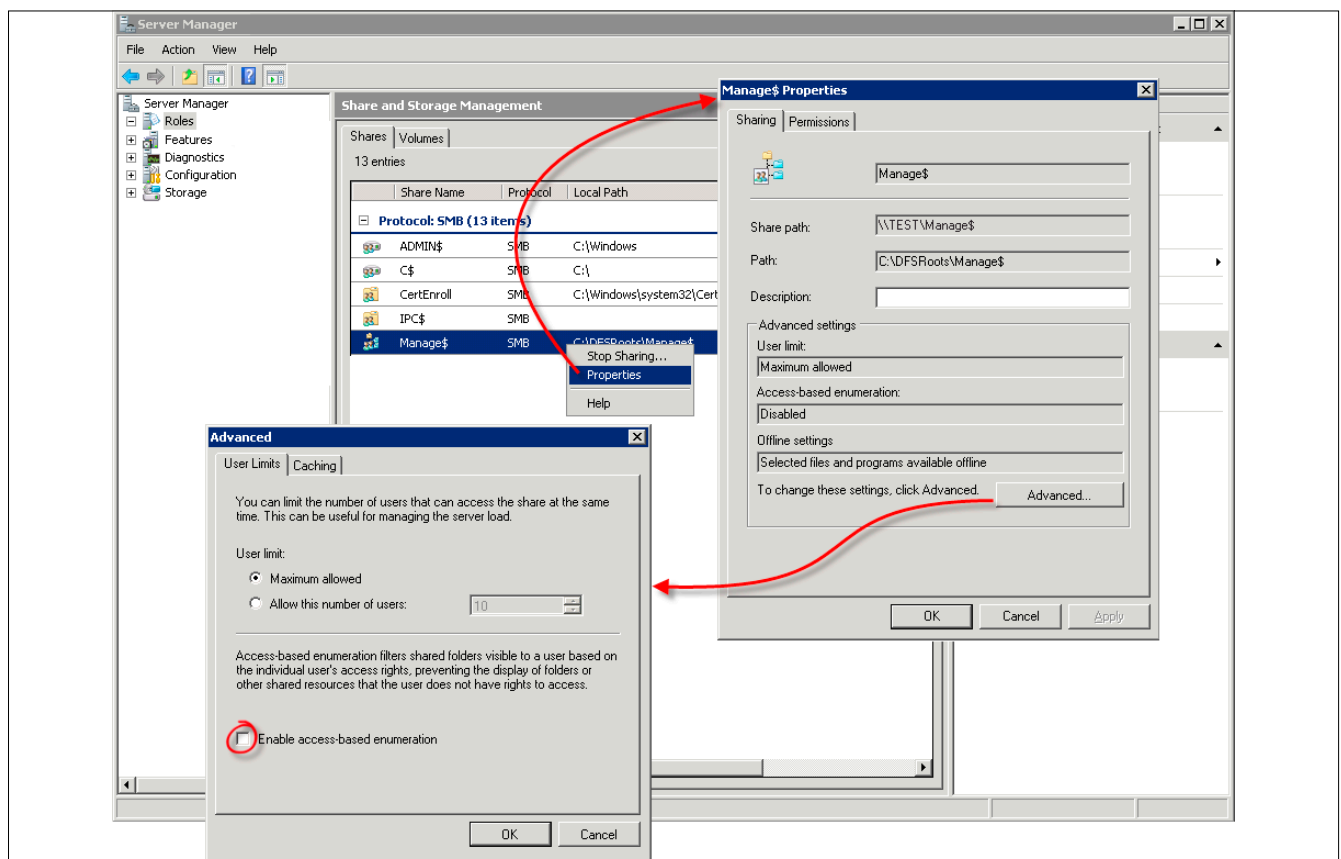 Server Manager
File Action View Help
Server Manager
Roles
Features
Diagnostics
Configuration
Storage
Share and Storage Management
Shares Volumes
13 entries
Share Name Protocol Local Path
Protocol: SMB (13 items)
ADMIN$ SMB C:\Windows
C$ SMB C:\
CertEnroll SMB C:\Windows\system32\Cert
IPC$ SMB
Manage$ SMB C:\DFSRoots\Manage$
Stop Sharing...
Properties
Help
Manage$ Properties
Sharing Permissions
Manage$
Share path: \\TEST\Manage$
Path: C:\DFSRoots\Manage$
Description:
Advanced settings
User limit:
Maximum allowed
Access-based enumeration:
Disabled
Offline settings
Selected files and programs available offline
To change these settings, click Advanced. Advanced...
OK Cancel Apply
Advanced
User Limits Caching
You can limit the number of users that can access the share at the same
time. This can be useful for managing the server load.
User limit:
Maximum allowed
Allow this number of users: 10
Access-based enumeration filters shared folders visible to a user based on
the individual user's access rights, preventing the display of folders or
other shared resources that the user does not have rights to access.
Enable access-based enumeration
OK Cancel